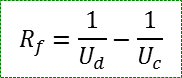 R_f = 1/U_d − 1/U_c